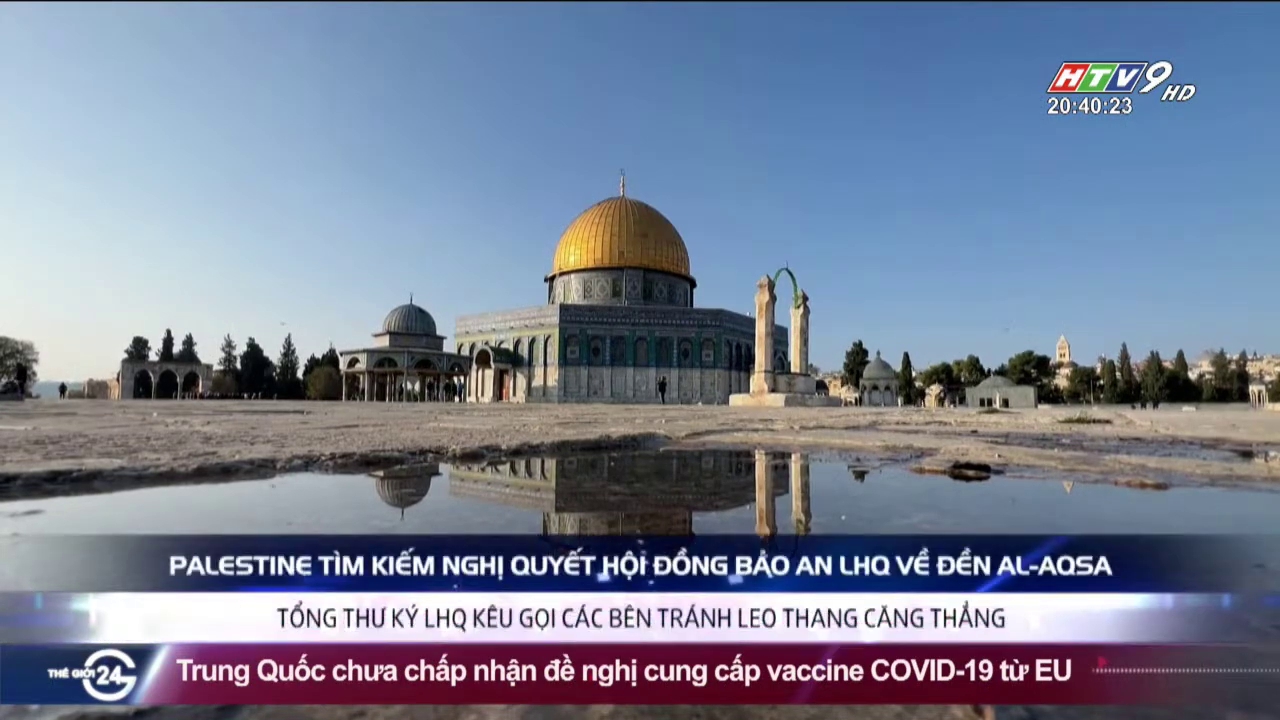 HTV9 HD
20:40:23
PALESTINE TÌM KIẾM NGHỊ QUYẾT HỘI ĐỒNG BẢO AN LHQ VỀ ĐỀN AL-AQSA
TỔNG THƯ KÝ LHQ KÊU GỌI CÁC BÊN TRÁNH LEO THANG CĂNG THẲNG
THẾ GIỚI 24G
Trung Quốc chưa chấp nhận đề nghị cung cấp vaccine COVID-19 từ EU